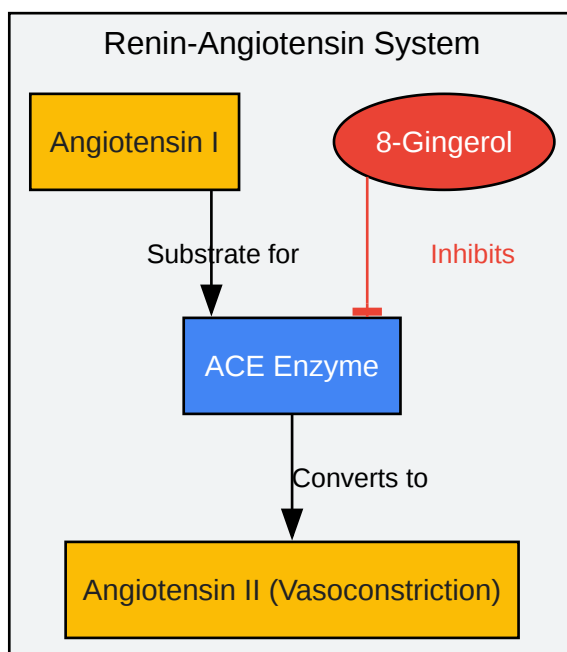 Renin-Angiotensin System
Angiotensin I
8-Gingerol
Substrate for
Inhibits
ACE Enzyme
Converts to
Angiotensin II (Vasoconstriction)